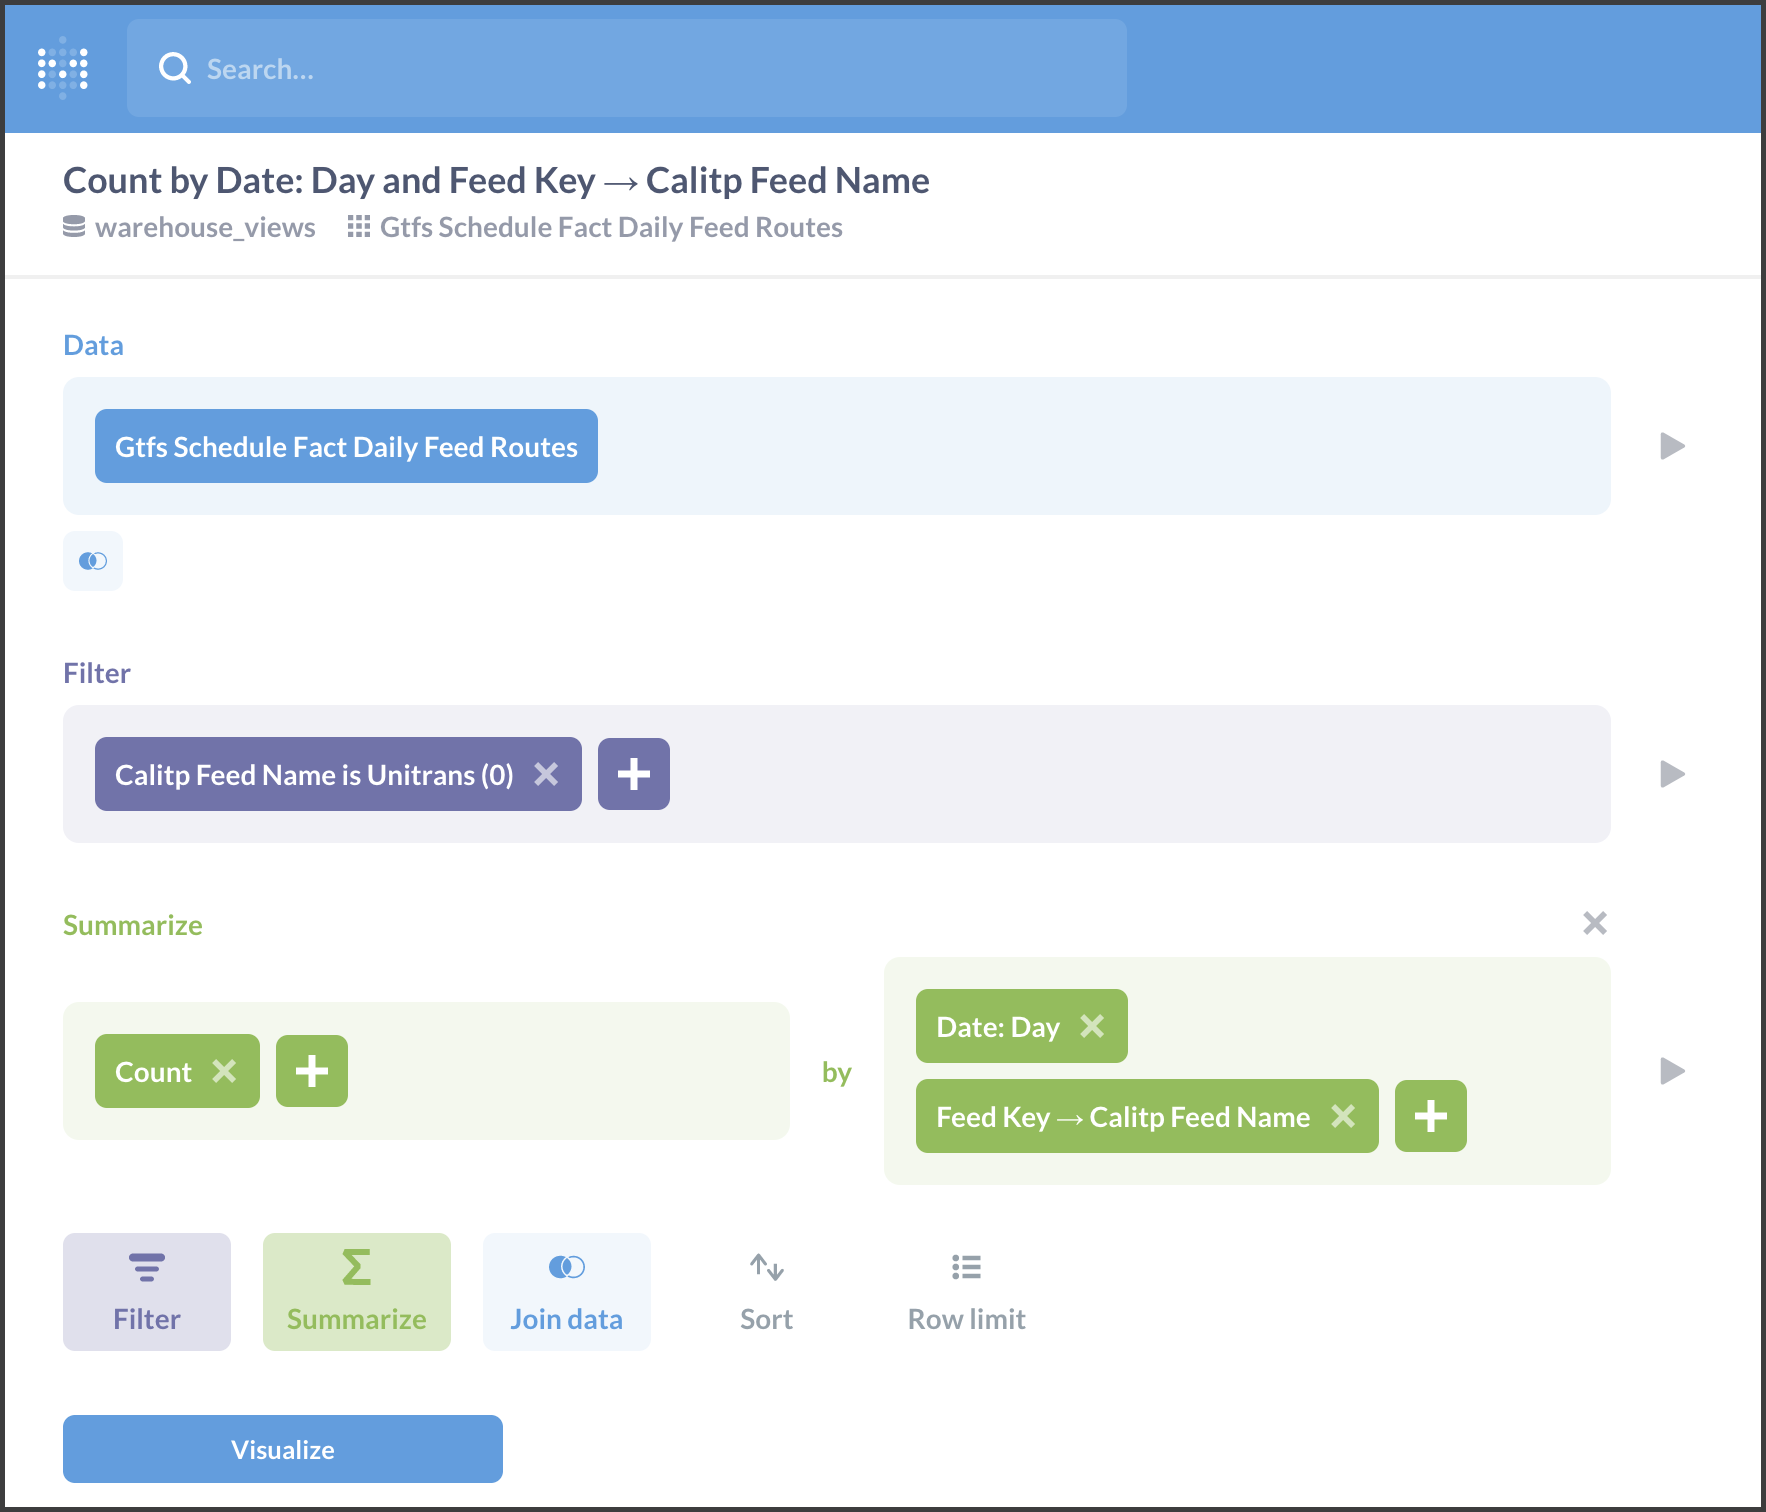 Search...
Count by Date: Day and Feed Key → Calitp Feed Name
warehouse_views Gtfs Schedule Fact Daily Feed Routes
Data
Gtfs Schedule Fact Daily Feed Routes
Filter
Calitp Feed Name is Unitrans (0)
Summarize
Count
by
Date: Day
Feed Key → Calitp Feed Name
Filter
Summarize
Join data
Sort
Row limit
Visualize